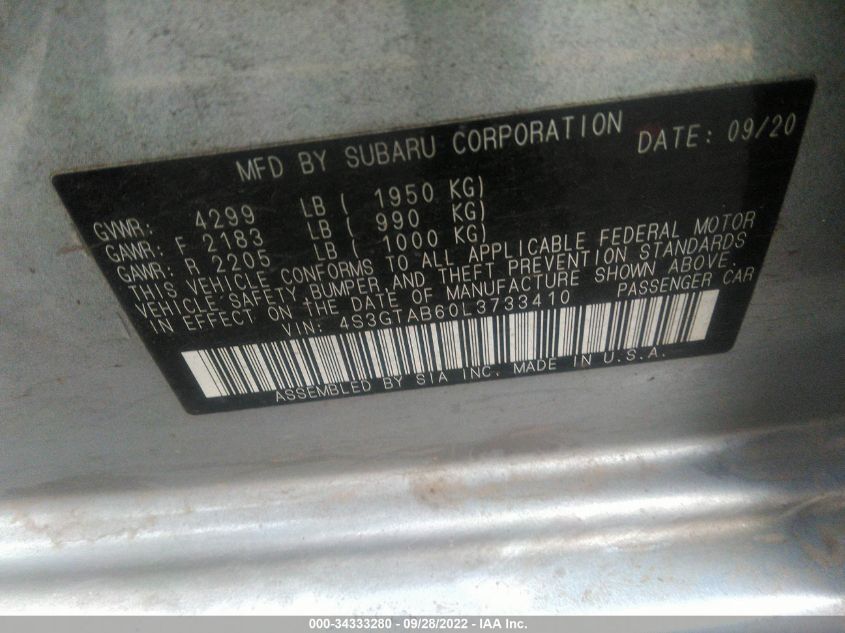 MFD BY SUBARU CORPORATION DATE: 09/20
GVWR: 4299 LB ( 1950 KG)
GAWR: F 2183 LB ( 990 KG)
GAWR: R 2205 LB ( 1000 KG)
THIS VEHICLE CONFORMS TO ALL APPLICABLE FEDERAL MOTOR
VEHICLE SAFETY, BUMPER, AND THEFT PREVENTION STANDARDS
IN EFFECT ON THE DATE OF MANUFACTURE SHOWN ABOVE.
VIN: 4S3GTAB60L3733410 PASSENGER CAR
ASSEMBLED BY SIA INC. MADE IN U.S.A.
000-34333280 - 09/28/2022 - IAA Inc.